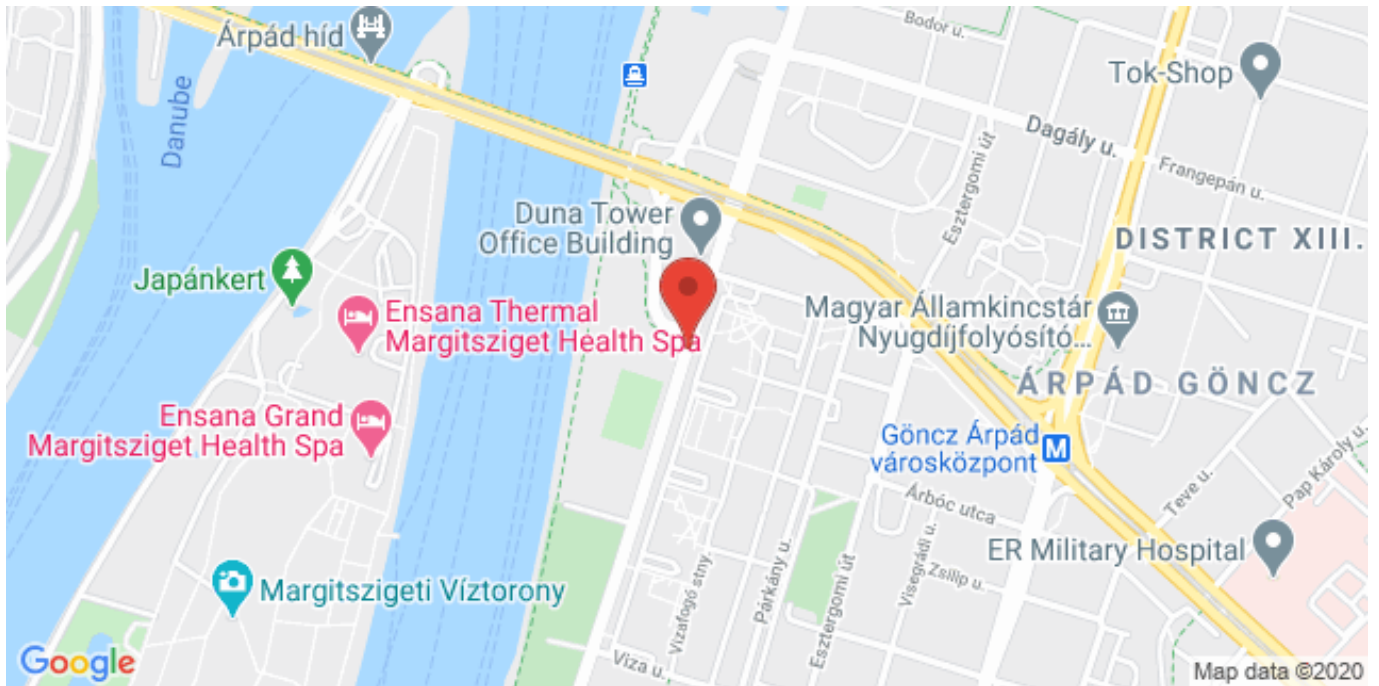 Bodor u.
Árpád híd
Tok-Shop
Danube
Dagály u.
Frangepán u.
Esztergomi út
Duna Tower
Office Building
DISTRICT XIII.
Japánkert
Ensana Thermal
Margitsziget Health Spa
Magyar Államkincstár
Nyugdíjfolyósító...
ÁRPÁD GÖNCZ
Ensana Grand
Margitsziget Health Spa
Göncz Árpád
városközpont
M
Pap Károly u.
Teve u.
Árbóc utca
ER Military Hospital
Visegrádi u.
Zsilip u.
Margitszigeti Víztorony
Vizafogó stny.
Párkány u.
Esztergomi út
Viza u.
Google
Map data ©2020